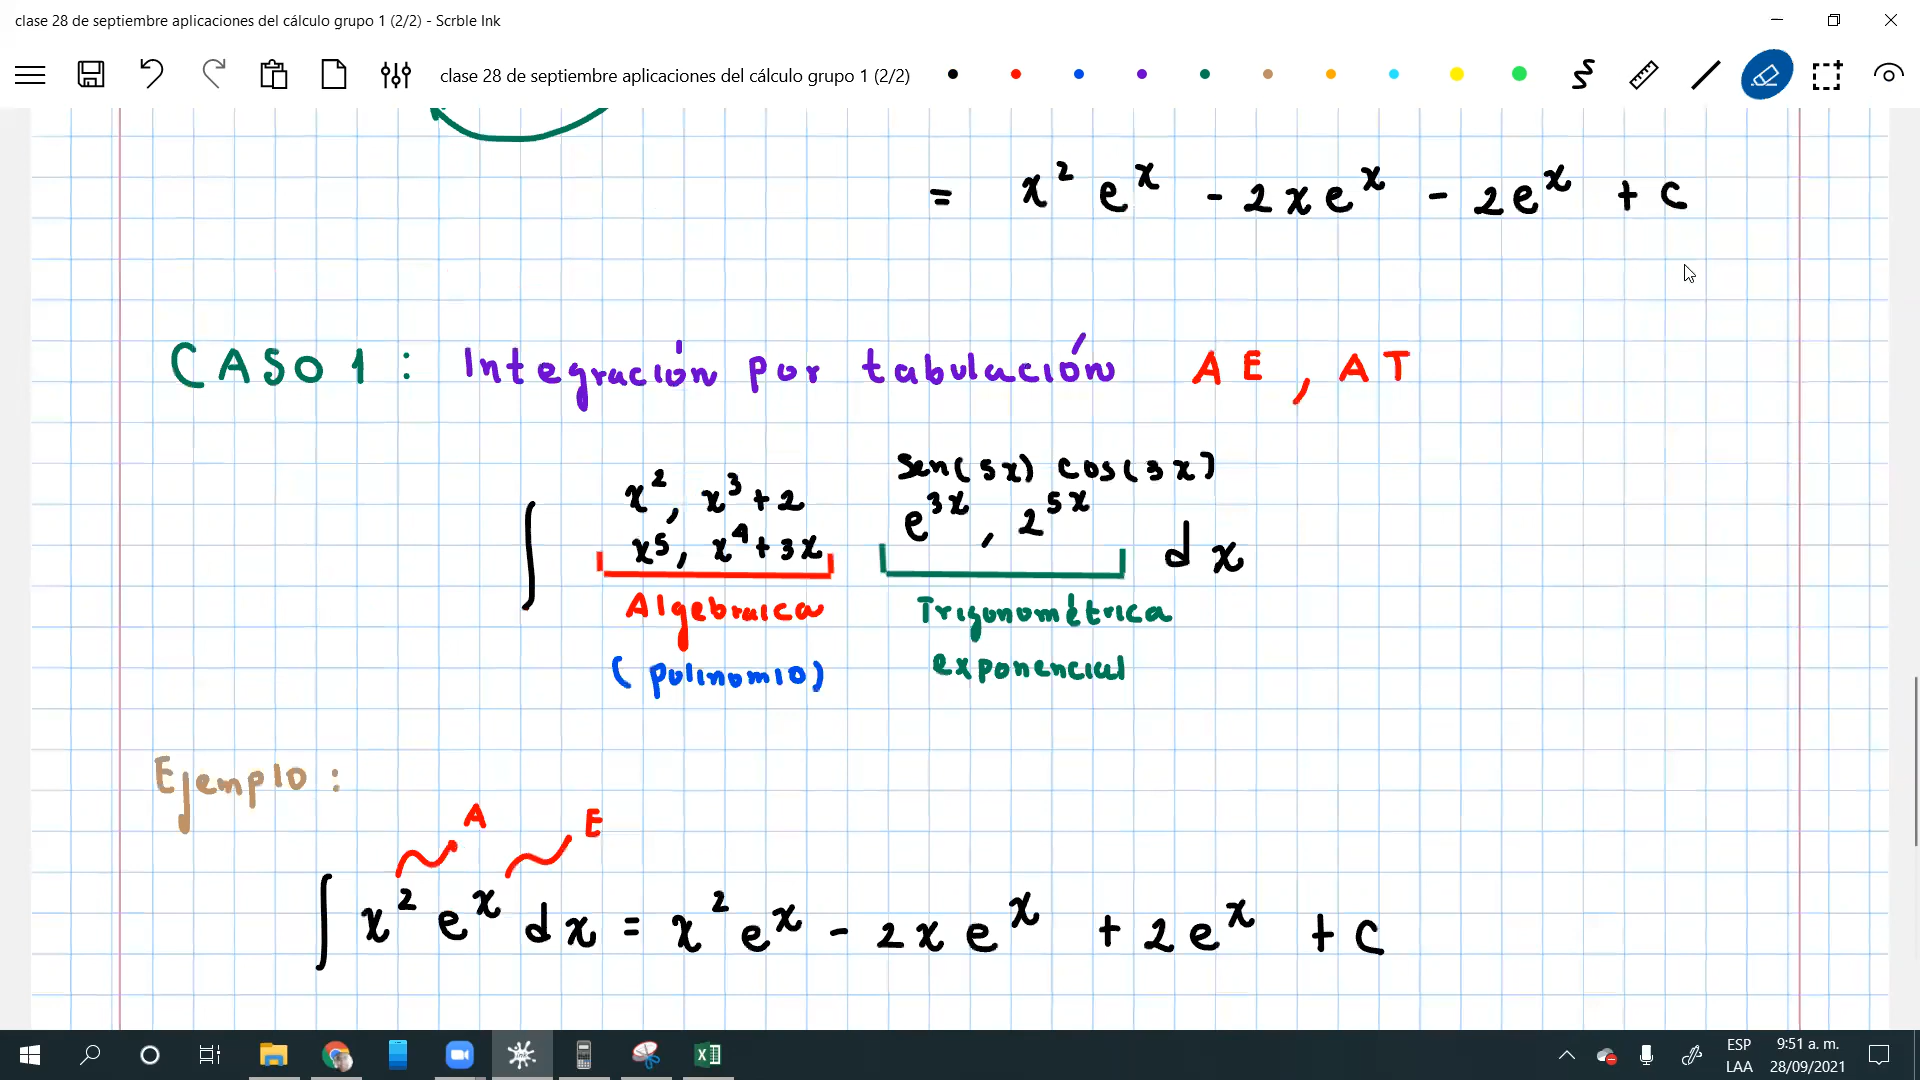 clase 28 de septiembre aplicaciones del cálculo grupo 1 (2/2) - Scrble Ink
clase 28 de septiembre aplicaciones del cálculo grupo 1 (2/2)
= x² eˣ - 2xeˣ - 2eˣ + c
CASO 1 : Integración por tabulación AE, AT
sen(5x) cos(3x)
x², x³+2 e³ˣ, 2⁵ˣ
∫ x⁵, x⁴+3x dx
Algebraica Trigonométrica
(polinomio) exponencial
Ejemplo :
A E
∫ x² eˣ dx = x² eˣ - 2x eˣ + 2eˣ + c
ESP 9:51 a. m.
LAA 28/09/2021